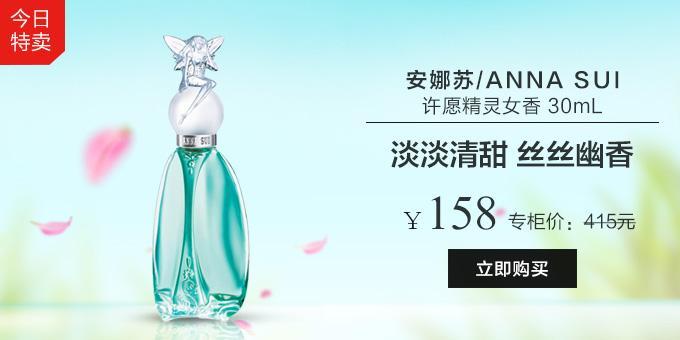 今日
特卖
安娜苏/ANNA SUI
许愿精灵女香 30mL
淡淡清甜 丝丝幽香
¥ 158 专柜价：415元
立即购买
SUI